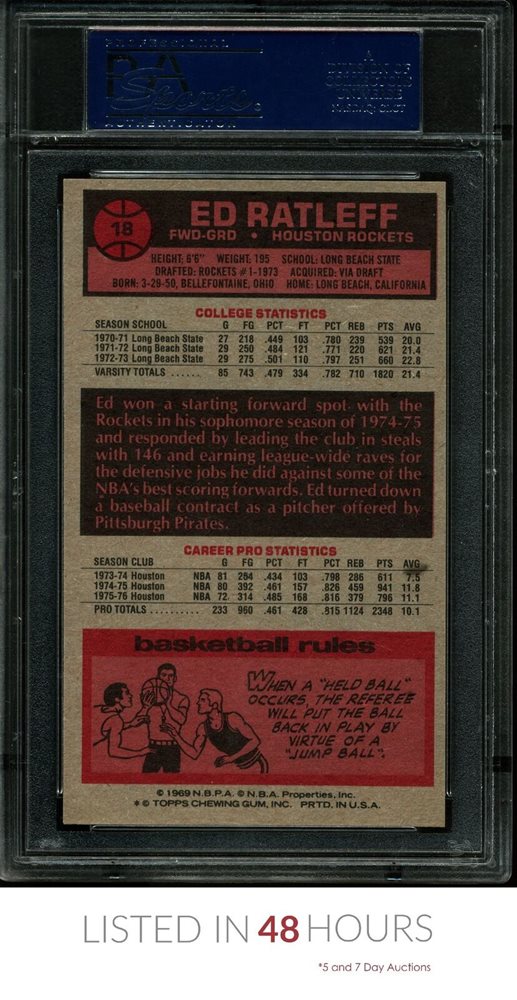 PROFESSIONAL
PSA
Sports
AUTHENTICATOR
A
DIVISION OF
COLLECTORS
UNIVERSE
NASDAQ: CLCT
18
ED RATLEFF
FWD-GRD • HOUSTON ROCKETS
HEIGHT: 6'6" WEIGHT: 195 SCHOOL: LONG BEACH STATE
DRAFTED: ROCKETS #1-1973 ACQUIRED: VIA DRAFT
BORN: 3-29-50, BELLEFONTAINE, OHIO HOME: LONG BEACH, CALIFORNIA
COLLEGE STATISTICS
SEASON SCHOOL G FG PCT FT PCT REB PTS AVG
1970-71 Long Beach State 27 218 .449 103 .780 239 539 20.0
1971-72 Long Beach State 29 250 .484 121 .771 220 621 21.4
1972-73 Long Beach State 29 275 .501 110 .797 251 660 22.8
VARSITY TOTALS ...... 85 743 .479 334 .782 710 1820 21.4
Ed won a starting forward spot with the
Rockets in his sophomore season of 1974-75
and responded by leading the club in steals
with 146 and earning league-wide raves for
the defensive jobs he did against some of the
NBA's best scoring forwards. Ed turned down
a baseball contract as a pitcher offered by
Pittsburgh Pirates.
CAREER PRO STATISTICS
SEASON CLUB G FG PCT FT PCT REB PTS AVG
1973-74 Houston NBA 81 254 .434 103 .798 286 611 7.5
1974-75 Houston NBA 80 392 .461 157 .826 459 941 11.8
1975-76 Houston NBA 72 314 .485 168 .816 379 796 11.1
PRO TOTALS .......... 233 960 .461 428 .815 1124 2348 10.1
basketball rules
WHEN A "HELD BALL"
OCCURS, THE REFEREE
WILL PUT THE BALL
BACK IN PLAY BY
VIRTUE OF A
"JUMP BALL".
© 1969 N.B.P.A. © N.B.A. Properties, Inc.
* © TOPPS CHEWING GUM, INC. PRTD. IN U.S.A.
LISTED IN 48 HOURS
*5 and 7 Day Auctions